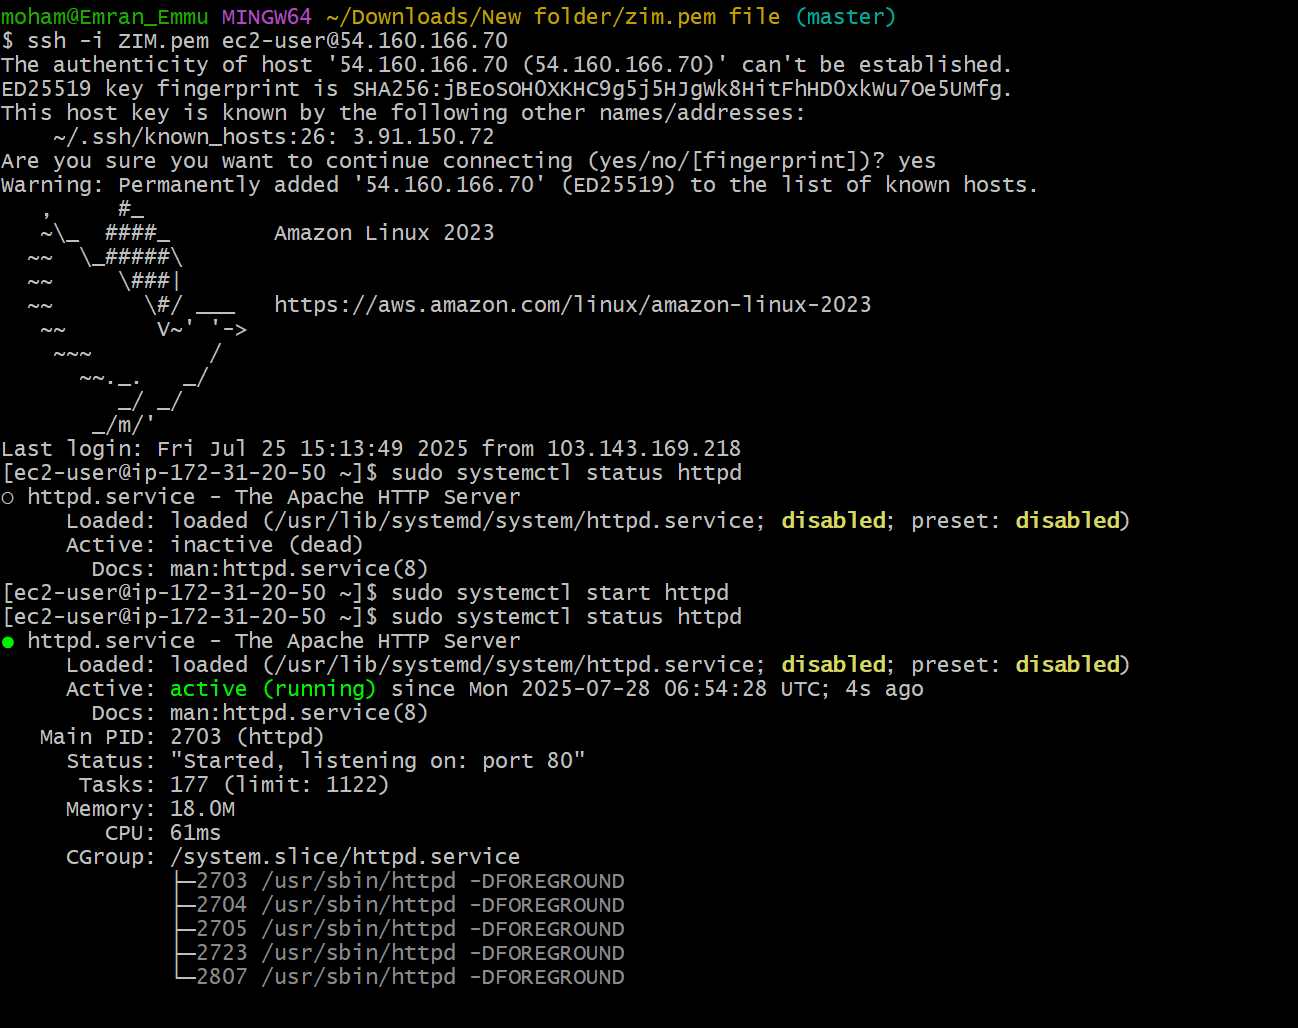 moham@Emran_Emmu MINGW64 ~/Downloads/New folder/zim.pem file (master)
$ ssh -i ZIM.pem ec2-user@54.160.166.70
The authenticity of host '54.160.166.70 (54.160.166.70)' can't be established.
ED25519 key fingerprint is SHA256:jBEoSOH0XKHC9g5j5HJgWk8HitFhHD0xkWu7Oe5UMfg.
This host key is known by the following other names/addresses:
    ~/.ssh/known_hosts:26: 3.91.150.72
Are you sure you want to continue connecting (yes/no/[fingerprint])? yes
Warning: Permanently added '54.160.166.70' (ED25519) to the list of known hosts.
   ,     #_
   ~\_  ####_        Amazon Linux 2023
  ~~  \_#####\
  ~~     \###|
  ~~       \#/ ___   https://aws.amazon.com/linux/amazon-linux-2023
   ~~       V~' '->
    ~~~         /
      ~~._.   _/
         _/ _/
       _/m/'
Last login: Fri Jul 25 15:13:49 2025 from 103.143.169.218
[ec2-user@ip-172-31-20-50 ~]$ sudo systemctl status httpd
○ httpd.service - The Apache HTTP Server
     Loaded: loaded (/usr/lib/systemd/system/httpd.service; disabled; preset: disabled)
     Active: inactive (dead)
       Docs: man:httpd.service(8)
[ec2-user@ip-172-31-20-50 ~]$ sudo systemctl start httpd
[ec2-user@ip-172-31-20-50 ~]$ sudo systemctl status httpd
● httpd.service - The Apache HTTP Server
     Loaded: loaded (/usr/lib/systemd/system/httpd.service; disabled; preset: disabled)
     Active: active (running) since Mon 2025-07-28 06:54:28 UTC; 4s ago
       Docs: man:httpd.service(8)
   Main PID: 2703 (httpd)
     Status: "Started, listening on: port 80"
      Tasks: 177 (limit: 1122)
     Memory: 18.0M
        CPU: 61ms
     CGroup: /system.slice/httpd.service
             ├─2703 /usr/sbin/httpd -DFOREGROUND
             ├─2704 /usr/sbin/httpd -DFOREGROUND
             ├─2705 /usr/sbin/httpd -DFOREGROUND
             ├─2723 /usr/sbin/httpd -DFOREGROUND
             └─2807 /usr/sbin/httpd -DFOREGROUND